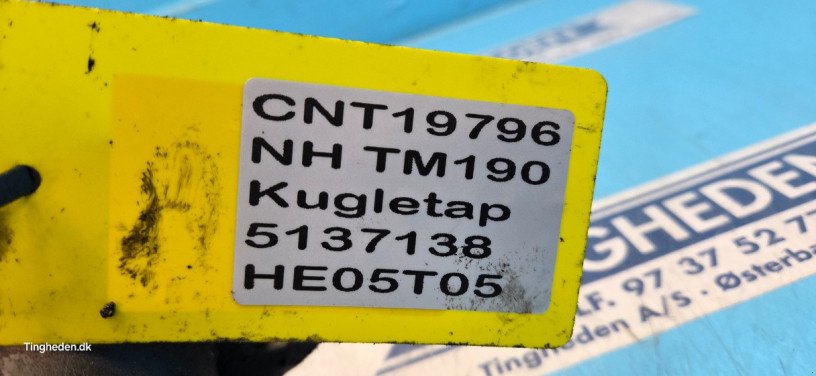 CNT19796
NH TM190
Kugletap
5137138
HE05T05
GHEDEN
LF. 97 37 52 77
Tingheden A/S · Østerba
Tingheden.dk